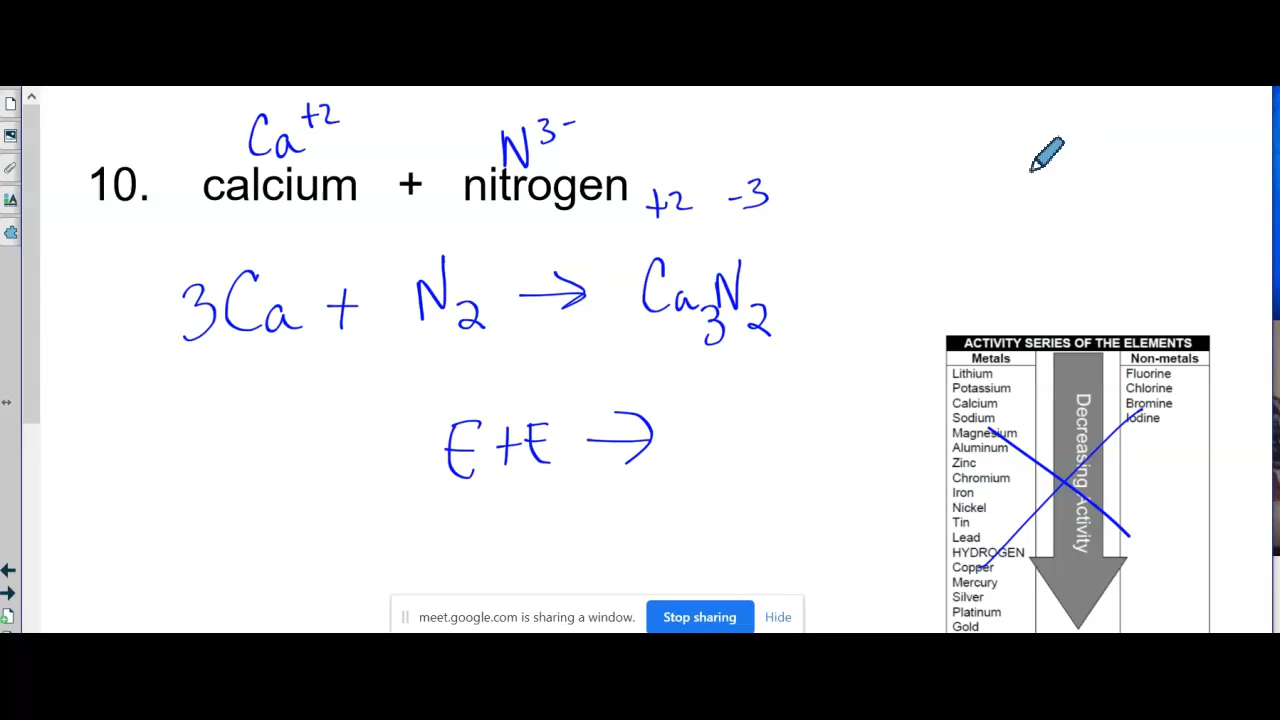 Ca⁺² N³⁻
10. calcium + nitrogen
+2 -3
3Ca + N₂ → Ca₃N₂
E + E →
ACTIVITY SERIES OF THE ELEMENTS
Metals Non-metals
Lithium Fluorine
Potassium Chlorine
Calcium Bromine
Sodium Iodine
Magnesium
Aluminum
Zinc
Chromium
Iron
Nickel
Tin
Lead
HYDROGEN
Copper
Mercury
Silver
Platinum
Gold
Decreasing Activity
meet.google.com is sharing a window. Stop sharing Hide